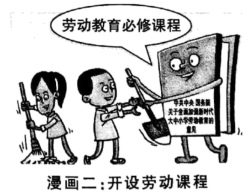 劳动教育必修课程
中共中央 国务院
关于全面加强新时代
大中小学劳动教育的
意见
漫画二:开设劳动课程